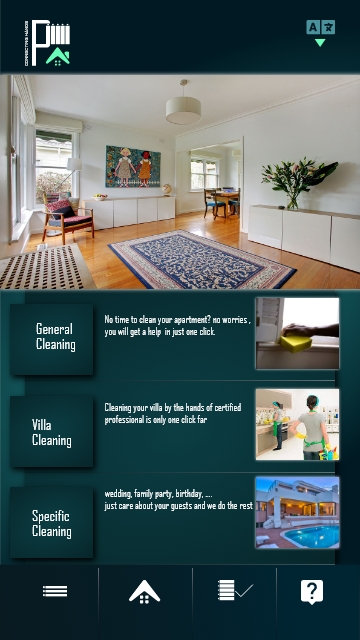 CONNECTING HANDS
A 文
General
Cleaning
No time to clean your apartment? no worries ,
you will get a help in just one click.
Villa
Cleaning
Cleaning your villa by the hands of certified
professional is only one click far
Specific
Cleaning
wedding, family party, birthday, ....
just care about your guests and we do the rest
?